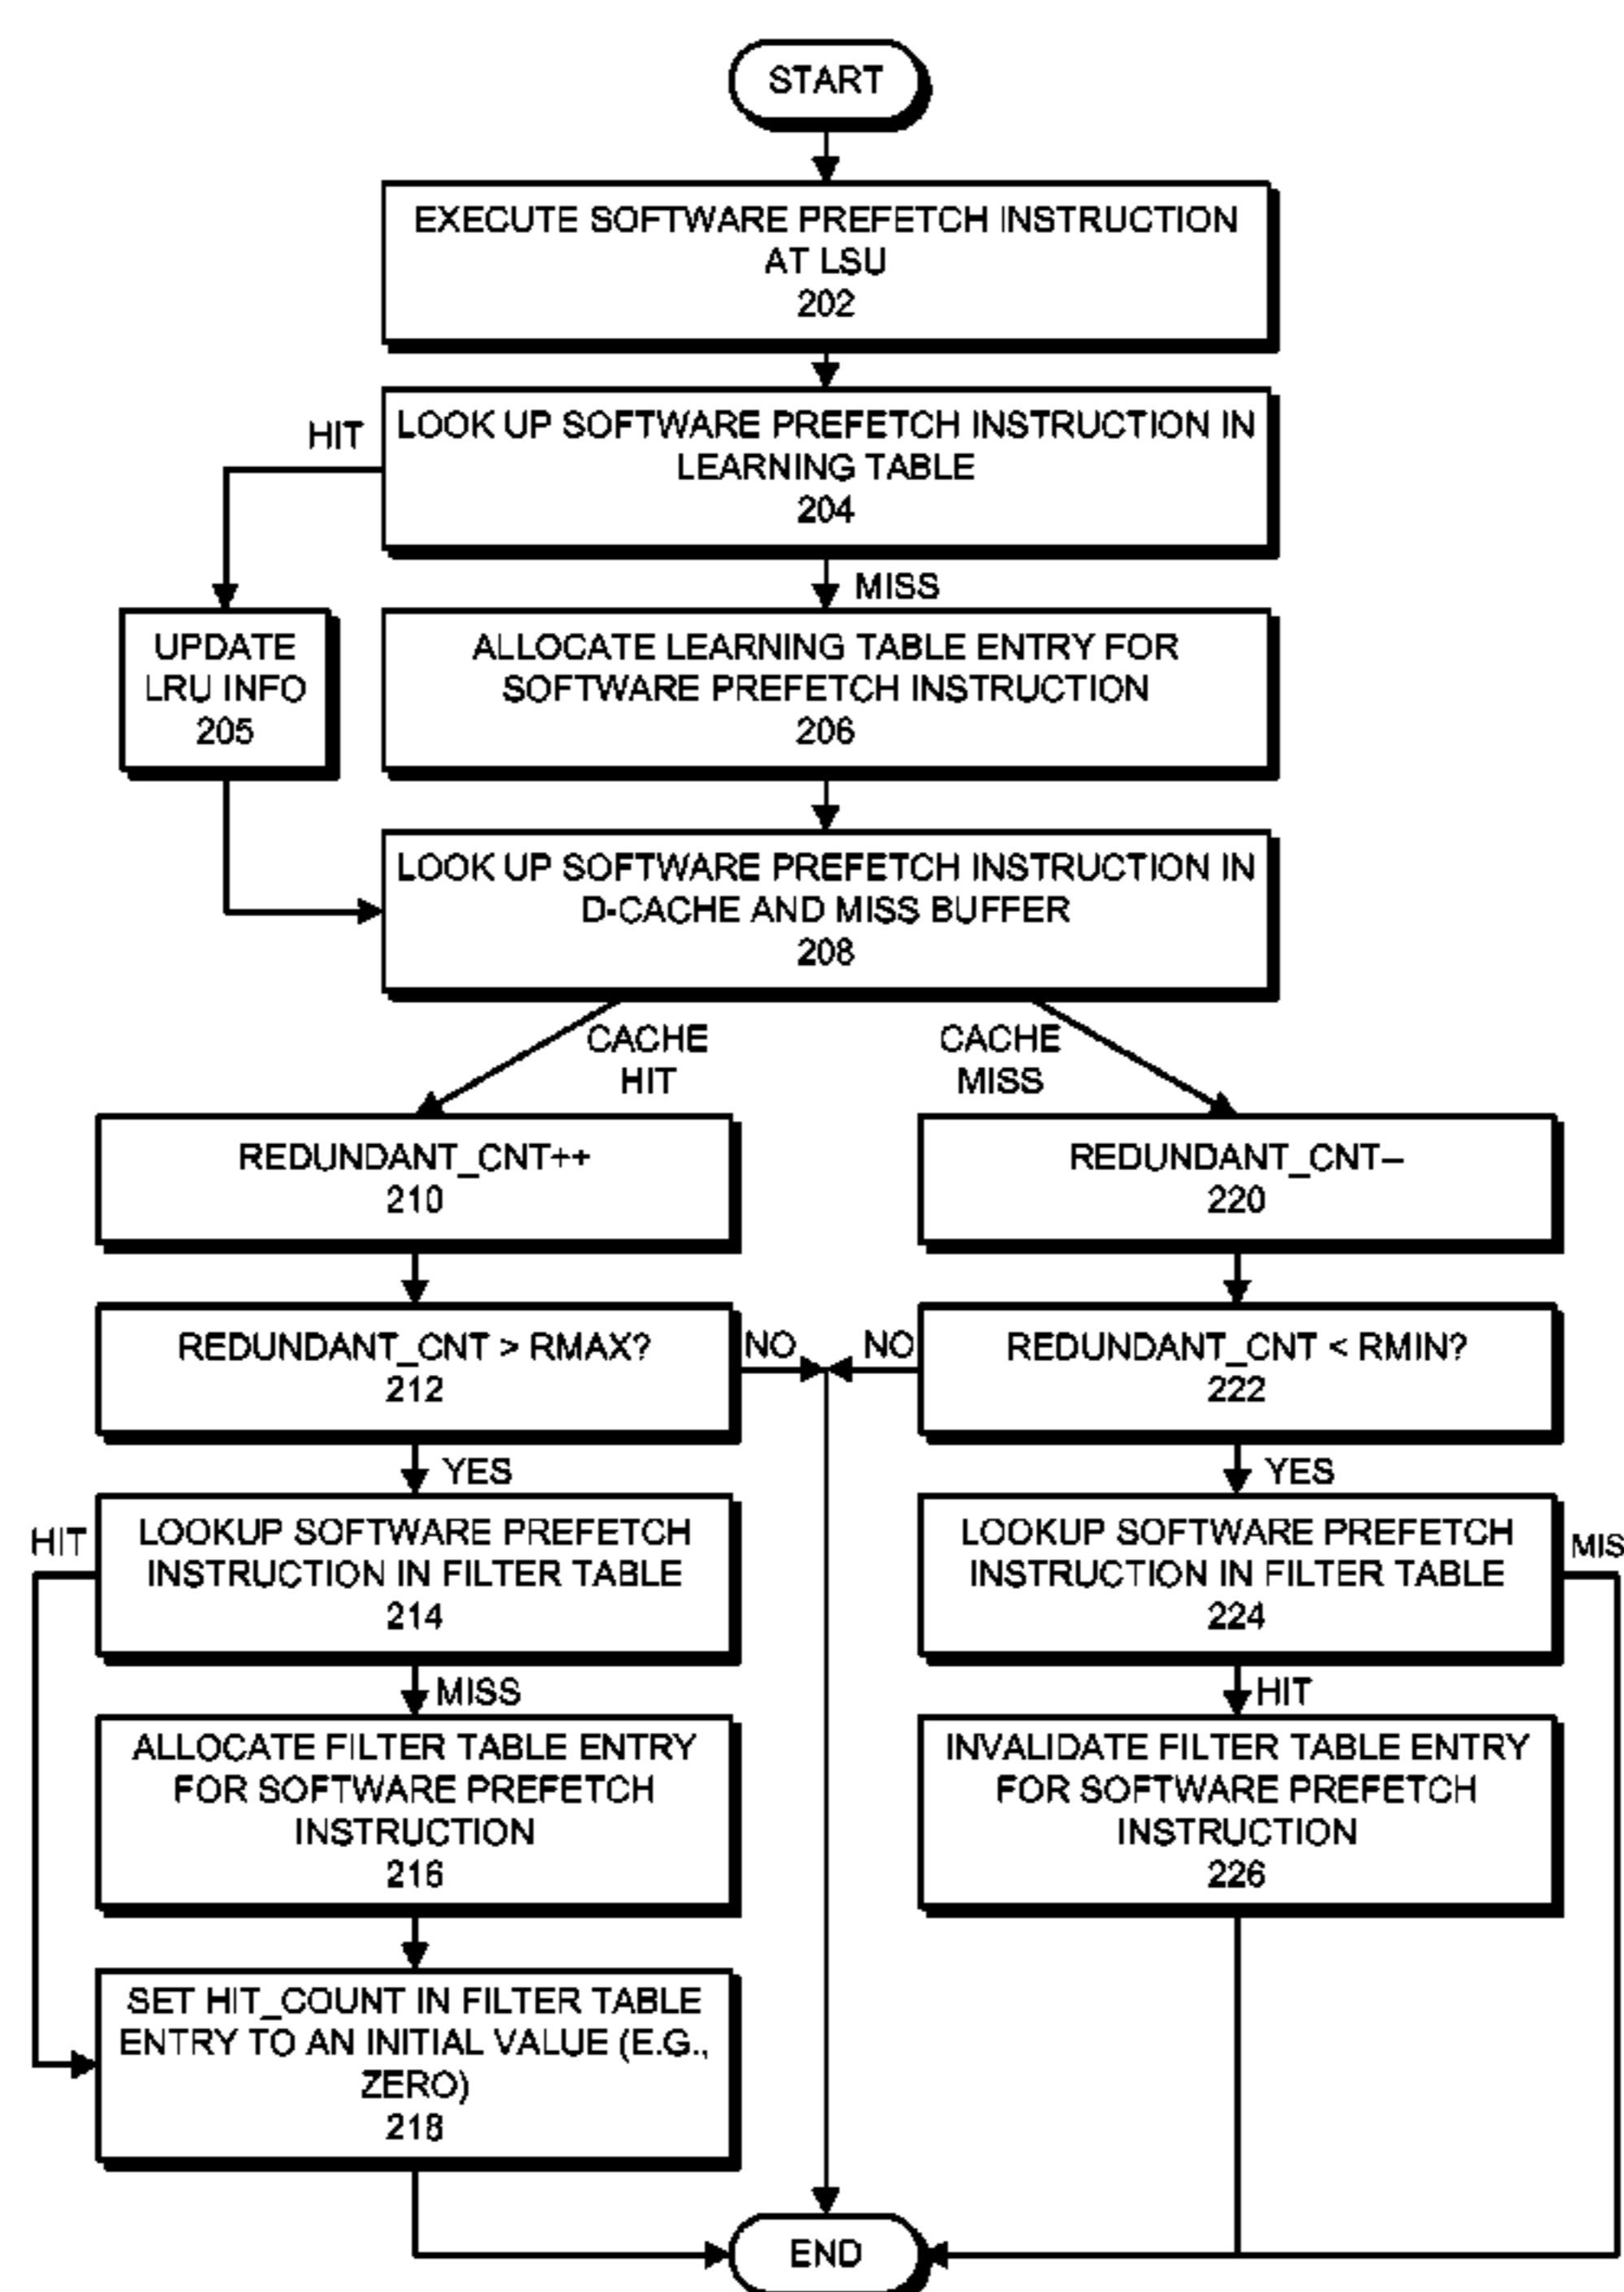 START
EXECUTE SOFTWARE PREFETCH INSTRUCTION
AT LSU
202
HIT
LOOK UP SOFTWARE PREFETCH INSTRUCTION IN
LEARNING TABLE
204
MISS
UPDATE
LRU INFO
205
ALLOCATE LEARNING TABLE ENTRY FOR
SOFTWARE PREFETCH INSTRUCTION
206
LOOK UP SOFTWARE PREFETCH INSTRUCTION IN
D-CACHE AND MISS BUFFER
208
CACHE
HIT
CACHE
MISS
REDUNDANT_CNT++
210
REDUNDANT_CNT–
220
REDUNDANT_CNT > RMAX?
212
NO
NO
REDUNDANT_CNT < RMIN?
222
YES
YES
HIT
LOOKUP SOFTWARE PREFETCH
INSTRUCTION IN FILTER TABLE
214
LOOKUP SOFTWARE PREFETCH
INSTRUCTION IN FILTER TABLE
224
MIS
MISS
HIT
ALLOCATE FILTER TABLE ENTRY
FOR SOFTWARE PREFETCH
INSTRUCTION
216
INVALIDATE FILTER TABLE ENTRY
FOR SOFTWARE PREFETCH
INSTRUCTION
226
SET HIT_COUNT IN FILTER TABLE
ENTRY TO AN INITIAL VALUE (E.G.,
ZERO)
218
END